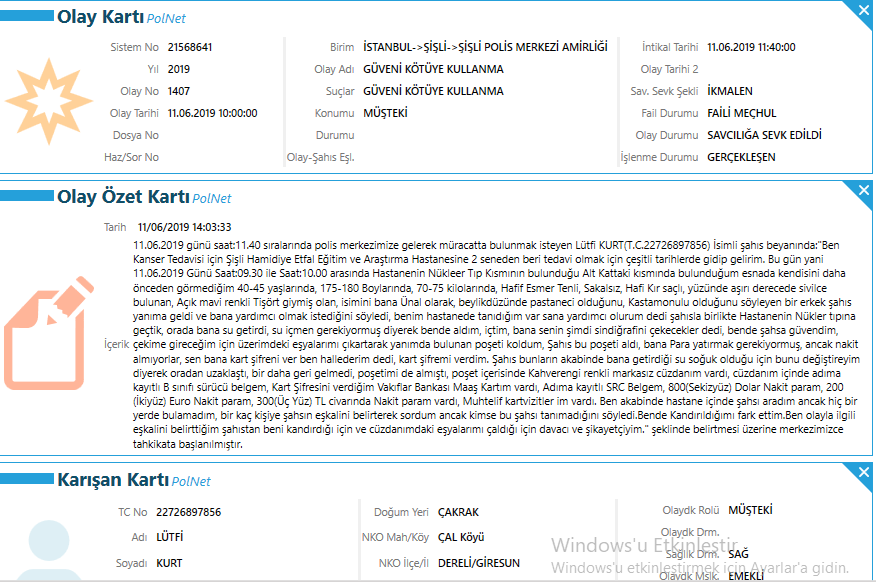 Olay Kartı PolNet
Sistem No 21568641 Birim İSTANBUL->ŞİŞLİ->ŞİŞLİ POLİS MERKEZİ AMİRLİĞİ İntikal Tarihi 11.06.2019 11:40:00
Yıl 2019 Olay Adı GÜVENİ KÖTÜYE KULLANMA Olay Tarihi 2
Olay No 1407 Suçlar GÜVENİ KÖTÜYE KULLANMA Sav. Sevk Şekli İKMALEN
Olay Tarihi 11.06.2019 10:00:00 Konumu MÜŞTEKİ Fail Durumu FAİLİ MEÇHUL
Dosya No Durumu Olay Durumu SAVCILIĞA SEVK EDİLDİ
Haz/Sor No Olay-Şahıs Eşl. İşlenme Durumu GERÇEKLEŞEN
Olay Özet Kartı PolNet
Tarih 11/06/2019 14:03:33
11.06.2019 günü saat:11.40 sıralarında polis merkezimize gelerek müracatta bulunmak isteyen Lütfi KURT(T.C.22726897856) İsimli şahıs beyanında:"Ben
Kanser Tedavisi için Şişli Hamidiye Etfal Eğitim ve Araştırma Hastanesine 2 seneden beri tedavi olmak için çeşitli tarihlerde gidip gelirim. Bu gün yani
11.06.2019 Günü Saat:09.30 ile Saat:10.00 arasında Hastanenin Nükleer Tıp Kısmının Bulunduğu Alt Kattaki kısmında bulunduğum esnada kendisini daha
önceden görmediğim 40-45 yaşlarında, 175-180 Boylarında, 70-75 kilolarında, Hafif Esmer Tenli, Sakalsız, Hafi Kır saçlı, yüzünde aşırı derecede sivilce
bulunan, Açık mavi renkli Tişört giymiş olan, isimini bana Ünal olarak, beylikdüzünde pastaneci olduğunu, Kastamonulu olduğunu söyleyen bir erkek şahıs
yanıma geldi ve bana yardımcı olmak istediğini söyledi, benim hastanede tanıdığım var sana yardımcı olurum dedi şahısla birlikte Hastanenin Nükler tıpına
geçtik, orada bana su getirdi, su içmen gerekiyormuş diyerek bende aldım, içtim, bana senin şimdi sindiğrafini çekecekler dedi, bende şahsa güvendim,
çekime gireceğim için üzerimdeki eşyalarımı çıkartarak yanımda bulunan poşeti koldum, Şahıs bu poşeti aldı, bana Para yatırmak gerekiyormuş, ancak nakit
almıyorlar, sen bana kart şifreni ver ben hallederim dedi, kart şifremi verdim. Şahıs bunların akabinde bana getirdiği su soğuk olduğu için bunu değiştireyim
İçerik diyerek oradan uzaklaştı, bir daha geri gelmedi, poşetimi de almıştı, poşet içerisinde Kahverengi renkli markasız cüzdanım vardı, cüzdanım içinde adıma
kayıtlı B sınıfı sürücü belgem, Kart Şifresini verdiğim Vakıflar Bankası Maaş Kartım vardı, Adıma kayıtlı SRC Belgem, 800(Sekizyüz) Dolar Nakit param, 200
(İkiyüz) Euro Nakit param, 300(Üç Yüz) TL civarında Nakit param vardı, Muhtelif kartvizitler im vardı. Ben akabinde hastane içinde şahsı aradım ancak hiç bir
yerde bulamadım, bir kaç kişiye şahsın eşkalini belirterek sordum ancak kimse bu şahsı tanımadığını söyledi.Bende Kandırıldığımı fark ettim.Ben olayla ilgili
eşkalini belirttiğim şahıstan beni kandırdığı için ve cüzdanımdaki eşyalarımı çaldığı için davacı ve şikayetçiyim." şeklinde belirtmesi üzerine merkezimizce
tahkikata başlanılmıştır.
Karışan Kartı PolNet
TC No 22726897856 Doğum Yeri ÇAKRAK Olaydk Rolü MÜŞTEKİ
Olaydk Drm.
Adı LÜTFİ NKO Mah/Köy ÇAL Köyü Sağlık Drm. SAĞ
Soyadı KURT NKO İlçe/İl DERELİ/GİRESUN Olaydk Mslk. EMEKLİ
Windows'u Etkinleştir
Windows'u etkinleştirmek için Ayarlar'a gidin.